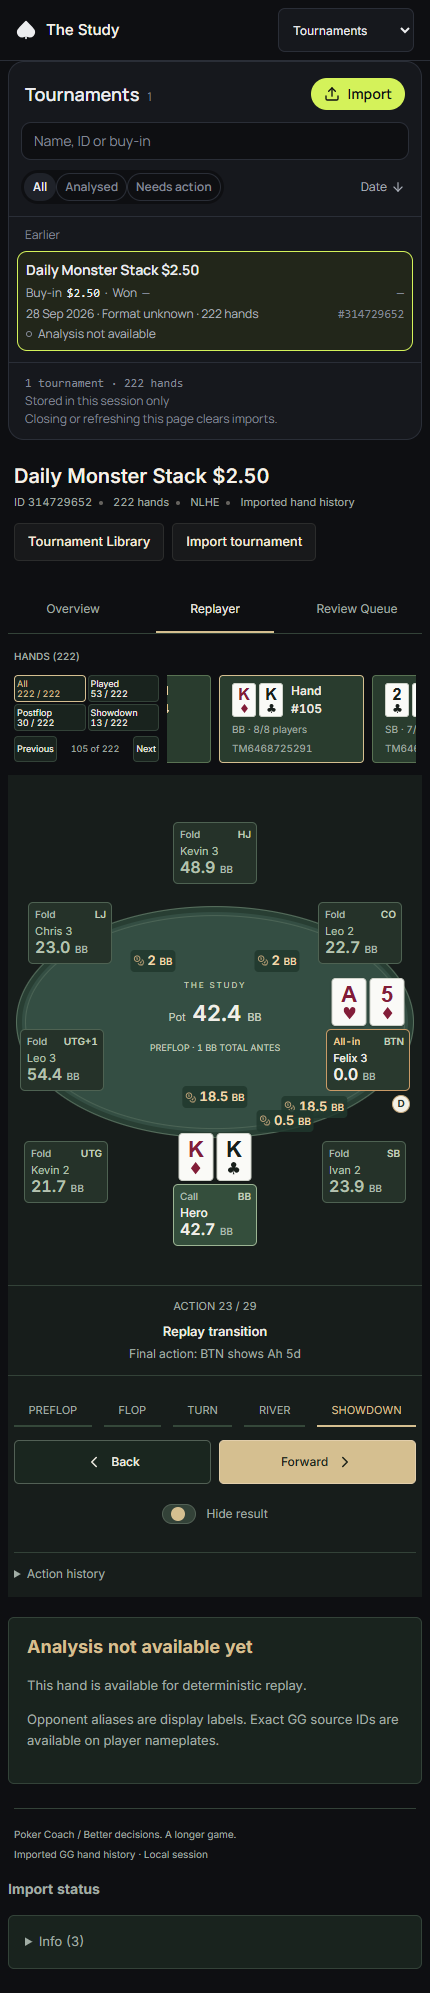 The Study
Tournaments
Tournaments 1
Import
Name, ID or buy-in
All Analysed Needs action Date ↓
Earlier
Daily Monster Stack $2.50
Buy-in $2.50 · Won — —
28 Sep 2026 · Format unknown · 222 hands #314729652
Analysis not available
1 tournament · 222 hands
Stored in this session only
Closing or refreshing this page clears imports.
Daily Monster Stack $2.50
ID 314729652 • 222 hands • NLHE • Imported hand history
Tournament Library Import tournament
Overview Replayer Review Queue
HANDS (222)
All
222 / 222
Played
53 / 222
Postflop
30 / 222
Showdown
13 / 222
Previous 105 of 222 Next
K K Hand
#105
BB · 8/8 players
TM6468725291
2
SB · 7/
TM646
Fold HJ
Kevin 3
48.9 BB
Fold LJ
Chris 3
23.0 BB
Fold CO
Leo 2
22.7 BB
2 BB
2 BB
THE STUDY
Pot 42.4 BB
PREFLOP · 1 BB TOTAL ANTES
A 5
Fold UTG+1
Leo 3
54.4 BB
All-in BTN
Felix 3
0.0 BB
D
18.5 BB
18.5 BB
0.5 BB
K K
Fold UTG
Kevin 2
21.7 BB
Call BB
Hero
42.7 BB
Fold SB
Ivan 2
23.9 BB
ACTION 23 / 29
Replay transition
Final action: BTN shows Ah 5d
PREFLOP FLOP TURN RIVER SHOWDOWN
Back Forward
Hide result
Action history
Analysis not available yet
This hand is available for deterministic replay.
Opponent aliases are display labels. Exact GG source IDs are
available on player nameplates.
Poker Coach / Better decisions. A longer game.
Imported GG hand history · Local session
Import status
Info (3)